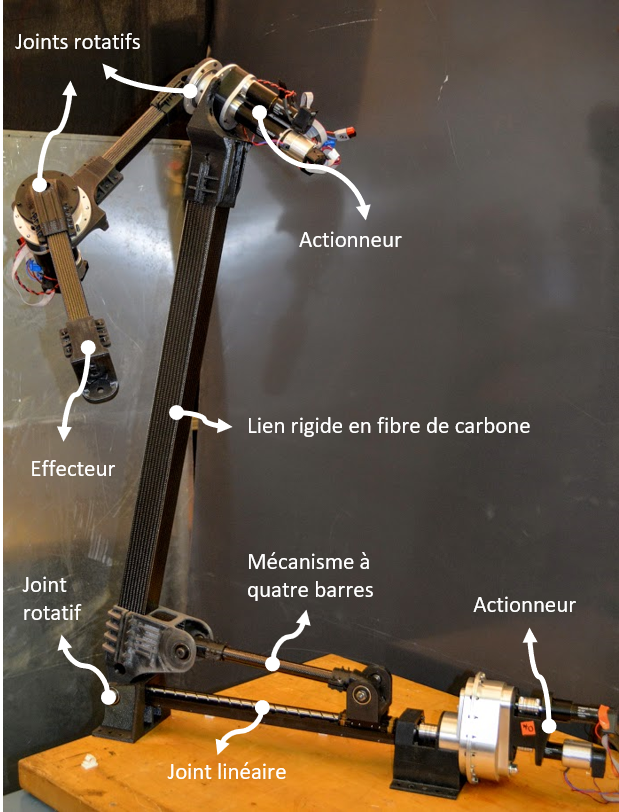 Joints rotatifs
Actionneur
Lien rigide en fibre de carbone
Effecteur
Mécanisme à
quatre barres
Joint
rotatif
Actionneur
Joint linéaire